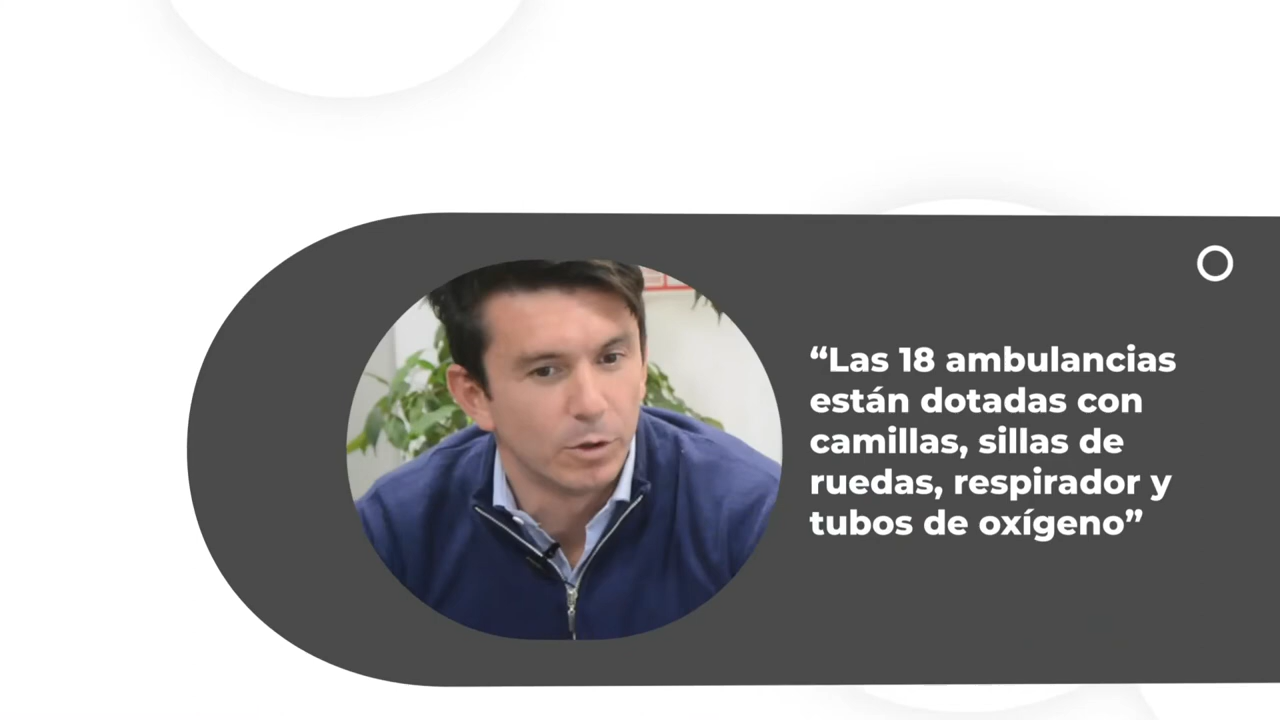 “Las 18 ambulancias
están dotadas con
camillas, sillas de
ruedas, respirador y
tubos de oxígeno”